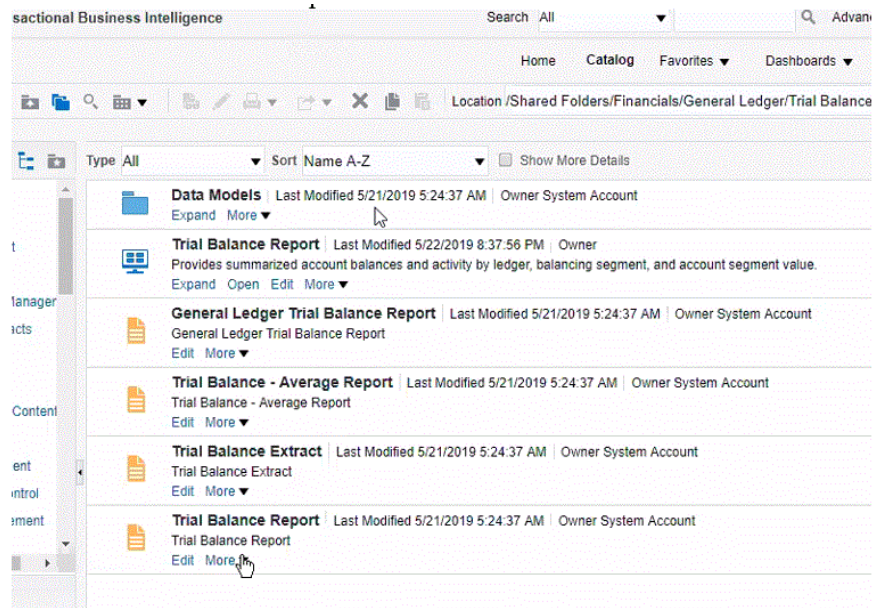 sactional Business Intelligence Search All Advan
Home Catalog Favorites Dashboards
Location /Shared Folders/Financials/General Ledger/Trial Balance
Type All Sort Name A-Z Show More Details
Data Models Last Modified 5/21/2019 5:24:37 AM Owner System Account
Expand More
Trial Balance Report Last Modified 5/22/2019 8:37:56 PM Owner
t
Provides summarized account balances and activity by ledger, balancing segment, and account segment value.
Expand Open Edit More
Manager
General Ledger Trial Balance Report Last Modified 5/21/2019 5:24:37 AM Owner System Account
acts
General Ledger Trial Balance Report
Edit More
Trial Balance - Average Report Last Modified 5/21/2019 5:24:37 AM Owner System Account
Trial Balance - Average Report
Content
Edit More
Trial Balance Extract Last Modified 5/21/2019 5:24:37 AM Owner System Account
ent
Trial Balance Extract
Edit More
ntrol
Trial Balance Report Last Modified 5/21/2019 5:24:37 AM Owner System Account
ement
Trial Balance Report
Edit More